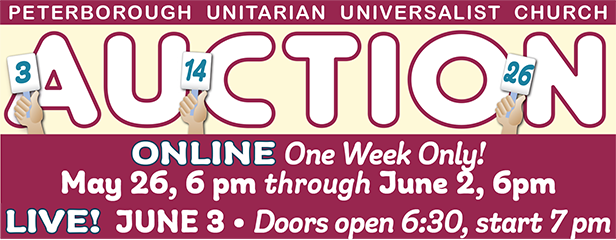 PETERBOROUGH UNITARIAN UNIVERSALIST CHURCH
AUCTION
3 14 26
ONLINE One Week Only!
May 26, 6 pm through June 2, 6pm
LIVE! JUNE 3 • Doors open 6:30, start 7 pm